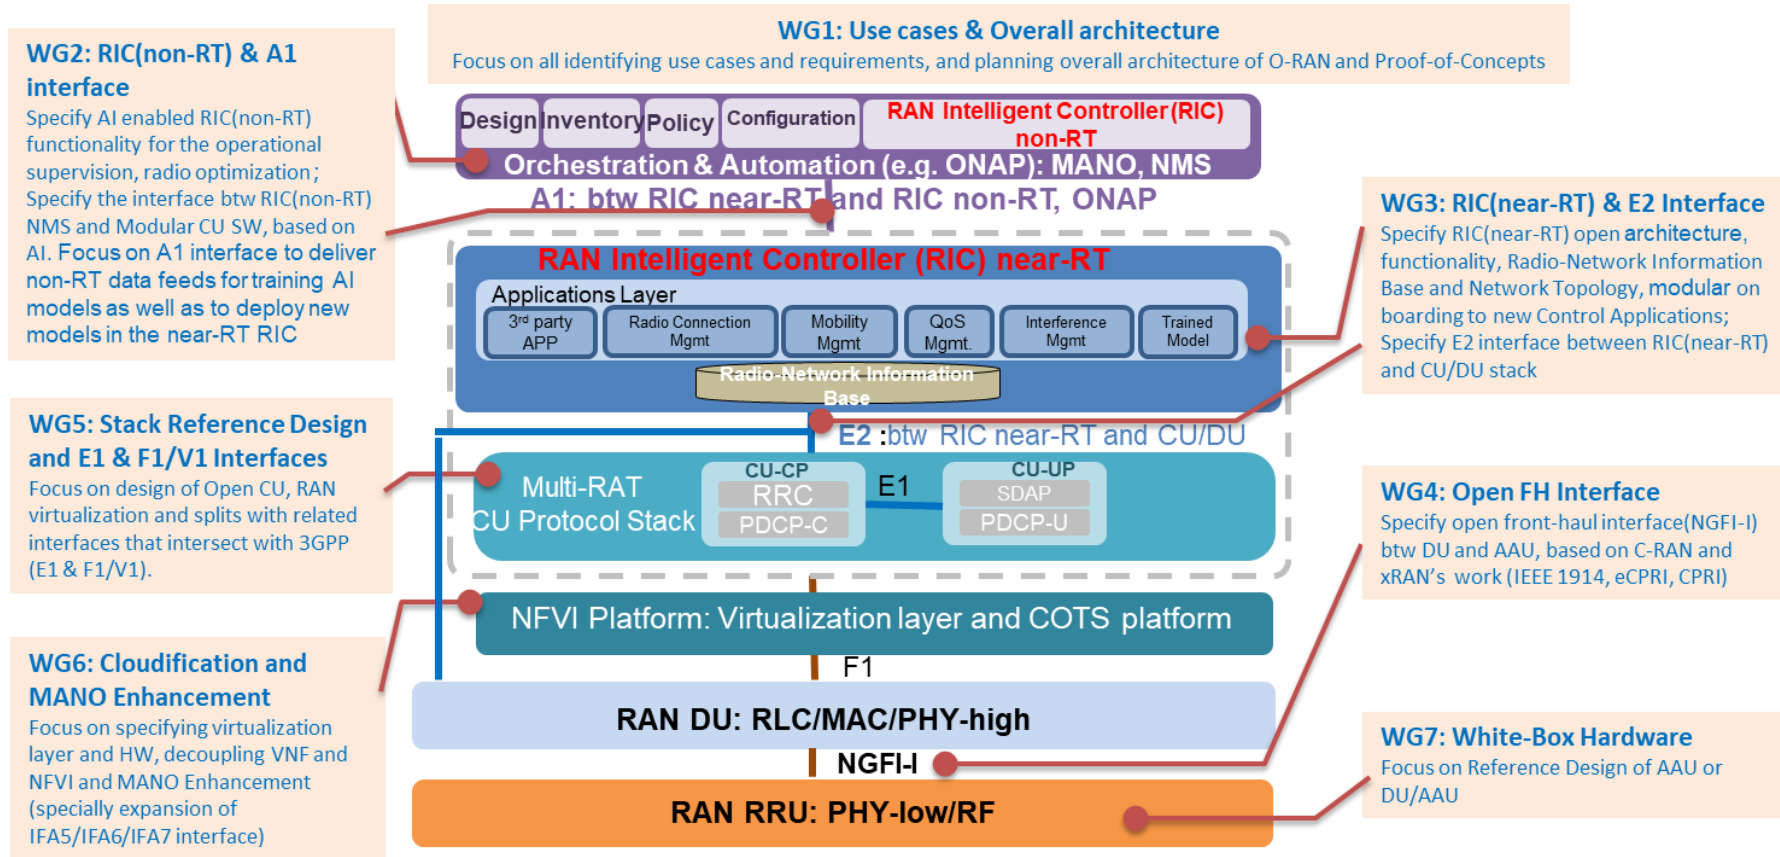 WG1: Use cases & Overall architecture
Focus on all identifying use cases and requirements, and planning overall architecture of O-RAN and Proof-of-Concepts
WG2: RIC(non-RT) & A1
interface
Specify AI enabled RIC(non-RT)
functionality for the operational
supervision, radio optimization;
Specify the interface btw RIC(non-RT)
NMS and Modular CU SW, based on
AI. Focus on A1 interface to deliver
non-RT data feeds for training AI
models as well as to deploy new
models in the near-RT RIC
Design
Inventory
Policy
Configuration
RAN Intelligent Controller (RIC)
non-RT
Orchestration & Automation (e.g. ONAP): MANO, NMS
A1: btw RIC near-RT and RIC non-RT, ONAP
RAN Intelligent Controller (RIC) near-RT
Applications Layer
3rd party
APP
Radio Connection
Mgmt
Mobility
Mgmt
QoS
Mgmt.
Interference
Mgmt
Trained
Model
Radio-Network Information
Base
WG3: RIC(near-RT) & E2 Interface
Specify RIC(near-RT) open architecture,
functionality, Radio-Network Information
Base and Network Topology, modular on
boarding to new Control Applications;
Specify E2 interface between RIC(near-RT)
and CU/DU stack
E2 :btw RIC near-RT and CU/DU
WG5: Stack Reference Design
and E1 & F1/V1 Interfaces
Focus on design of Open CU, RAN
virtualization and splits with related
interfaces that intersect with 3GPP
(E1 & F1/V1).
Multi-RAT
CU Protocol Stack
CU-CP
RRC
PDCP-C
E1
CU-UP
SDAP
PDCP-U
WG4: Open FH Interface
Specify open front-haul interface(NGFI-I)
btw DU and AAU, based on C-RAN and
xRAN's work (IEEE 1914, eCPRI, CPRI)
NFVI Platform: Virtualization layer and COTS platform
F1
WG6: Cloudification and
MANO Enhancement
Focus on specifying virtualization
layer and HW, decoupling VNF and
NFVI and MANO Enhancement
(specially expansion of
IFA5/IFA6/IFA7 interface)
RAN DU: RLC/MAC/PHY-high
NGFI-I
RAN RRU: PHY-low/RF
WG7: White-Box Hardware
Focus on Reference Design of AAU or
DU/AAU